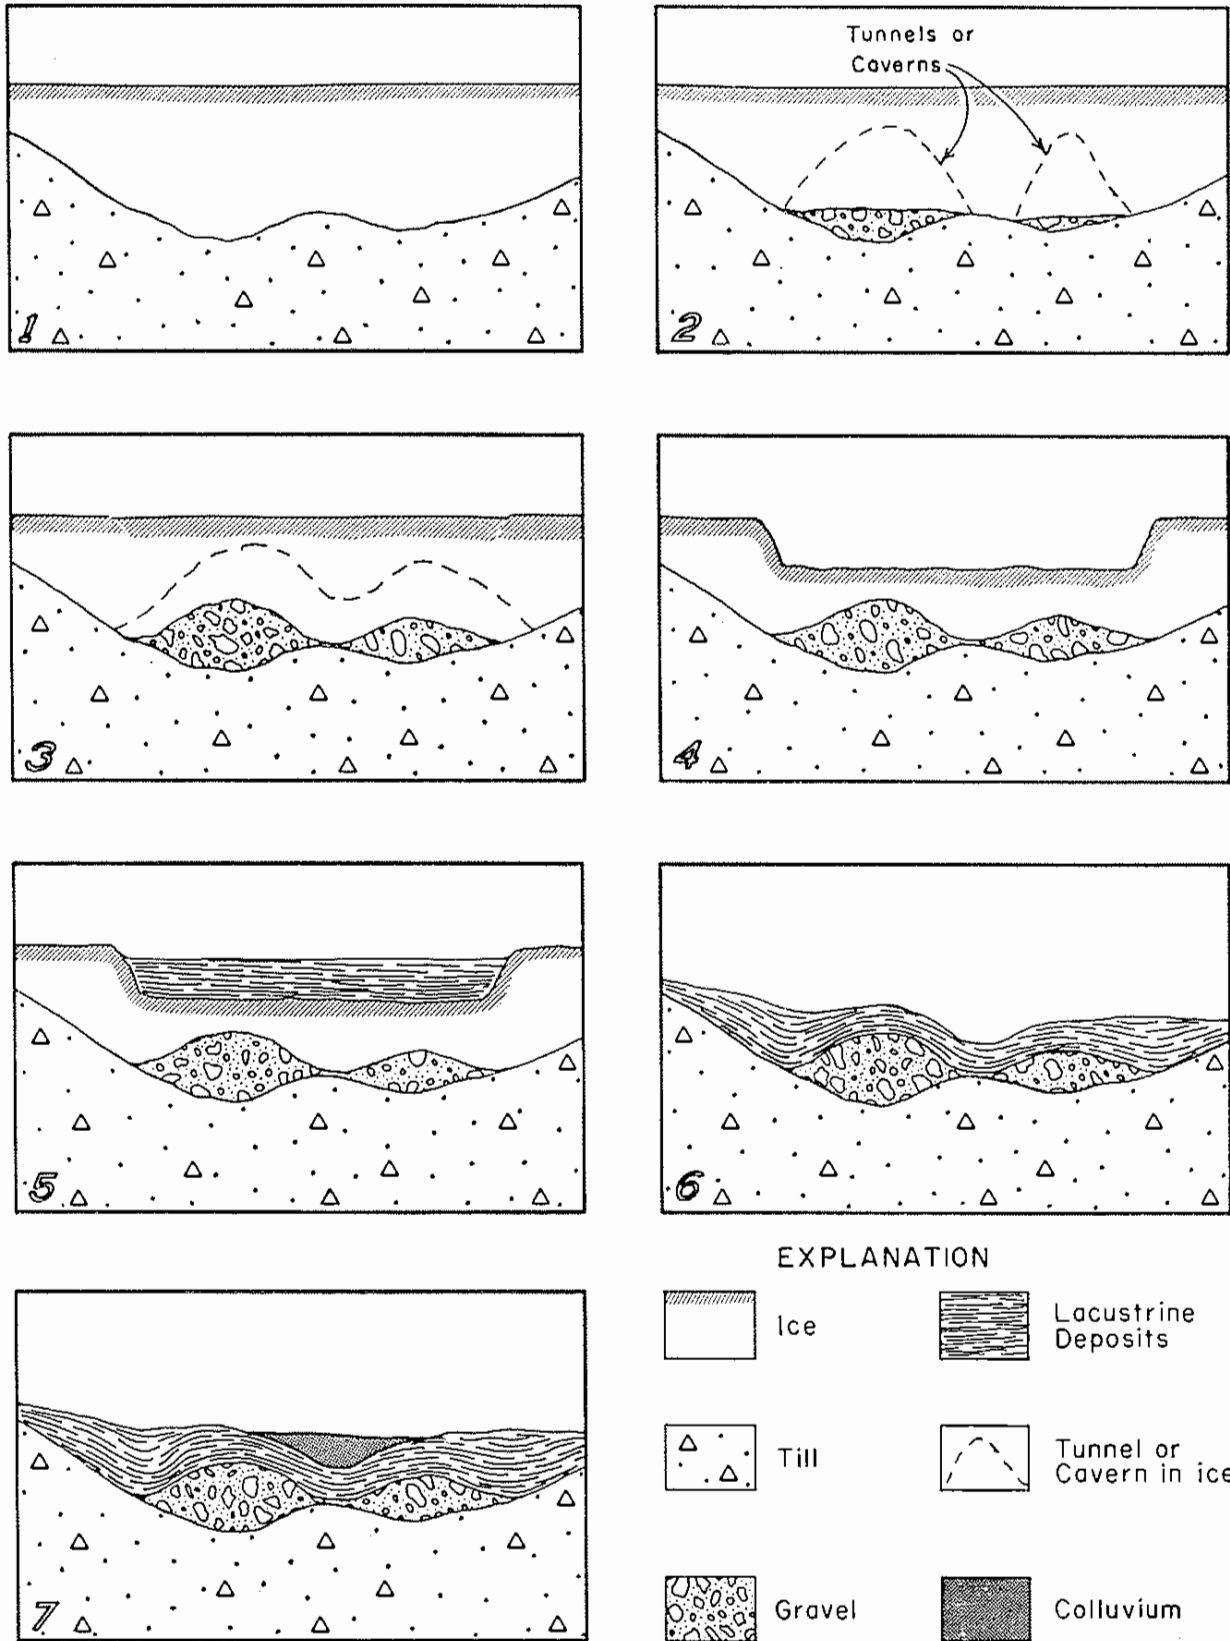 Tunnels or
Caverns
1
2
3
4
5
6
7
EXPLANATION
Ice
Lacustrine
Deposits
Till
Tunnel or
Cavern in ice
Gravel
Colluvium